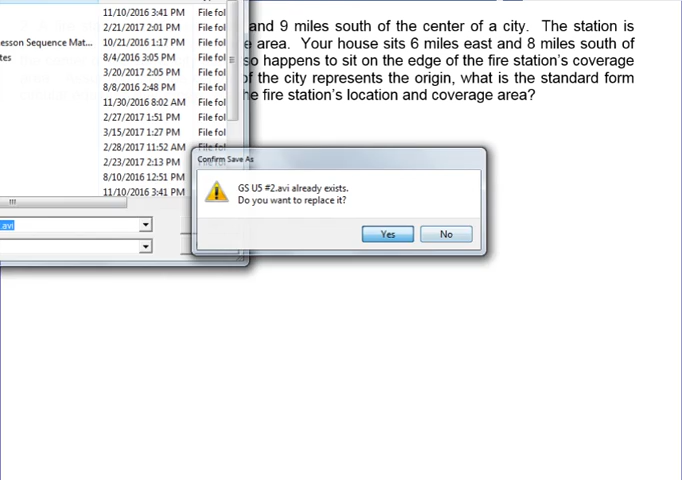 and 9 miles south of the center of a city. The station is
area. Your house sits 6 miles east and 8 miles south of
so happens to sit on the edge of the fire station's coverage
of the city represents the origin, what is the standard form
fire station's location and coverage area?
11/10/2016 3:41 PM File fol
2/21/2017 2:01 PM File fol
esson Sequence Mat... 10/21/2016 1:17 PM File fol
tes 8/4/2016 3:05 PM File fol
3/20/2017 2:05 PM File fol
8/8/2016 2:48 PM File fol
11/30/2016 8:02 AM File fol
2/27/2017 1:51 PM File fol
3/15/2017 1:27 PM File fol
2/28/2017 11:52 AM File fol
2/23/2017 2:13 PM
8/10/2016 12:51 PM
11/10/2016 3:41 PM
.avi
Confirm Save As
GS U5 #2.avi already exists.
Do you want to replace it?
Yes No